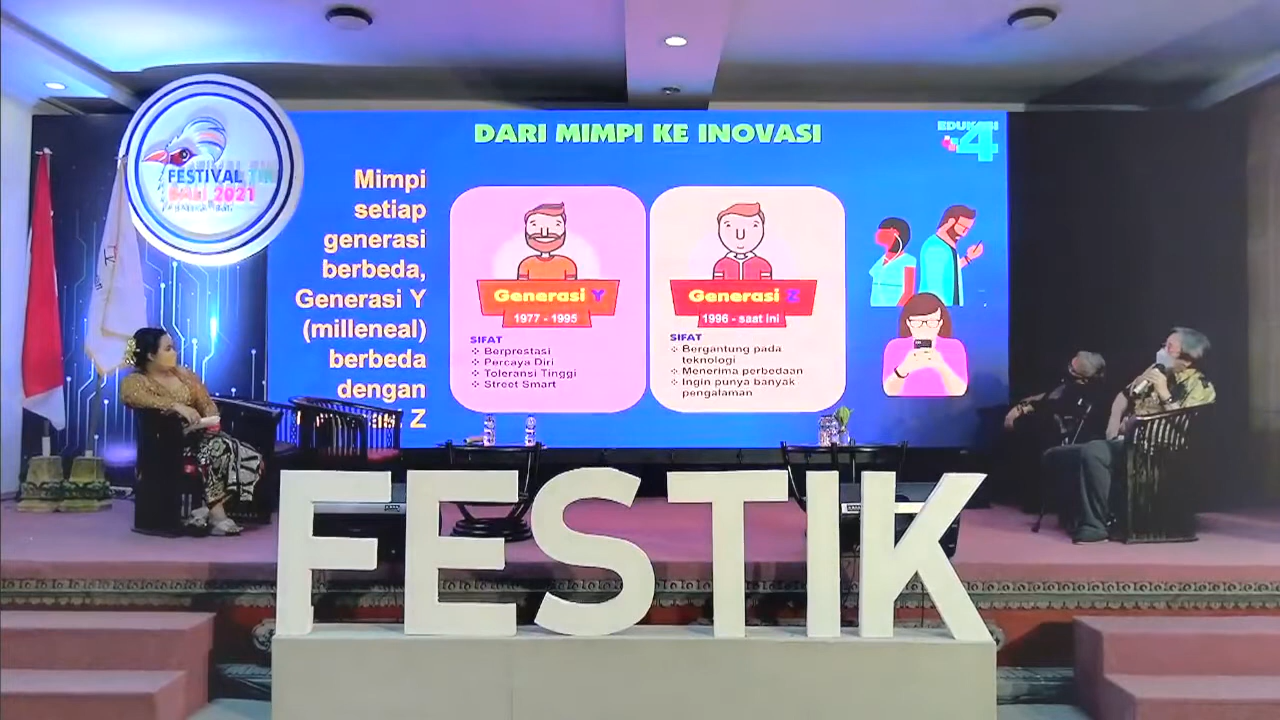 DARI MIMPI KE INOVASI
EDUKASI
4
FESTIVAL TIK
BALI 2021
Mimpi
setiap
generasi
berbeda,
Generasi Y
(milleneal)
berbeda
dengan
Z
Generasi Y
1977 - 1995
SIFAT
❖ Berprestasi
❖ Percaya Diri
❖ Toleransi Tinggi
❖ Street Smart
Generasi Z
1996 - saat ini
SIFAT
❖ Bergantung pada
teknologi
❖ Menerima perbedaan
❖ Ingin punya banyak
pengalaman
FESTIK